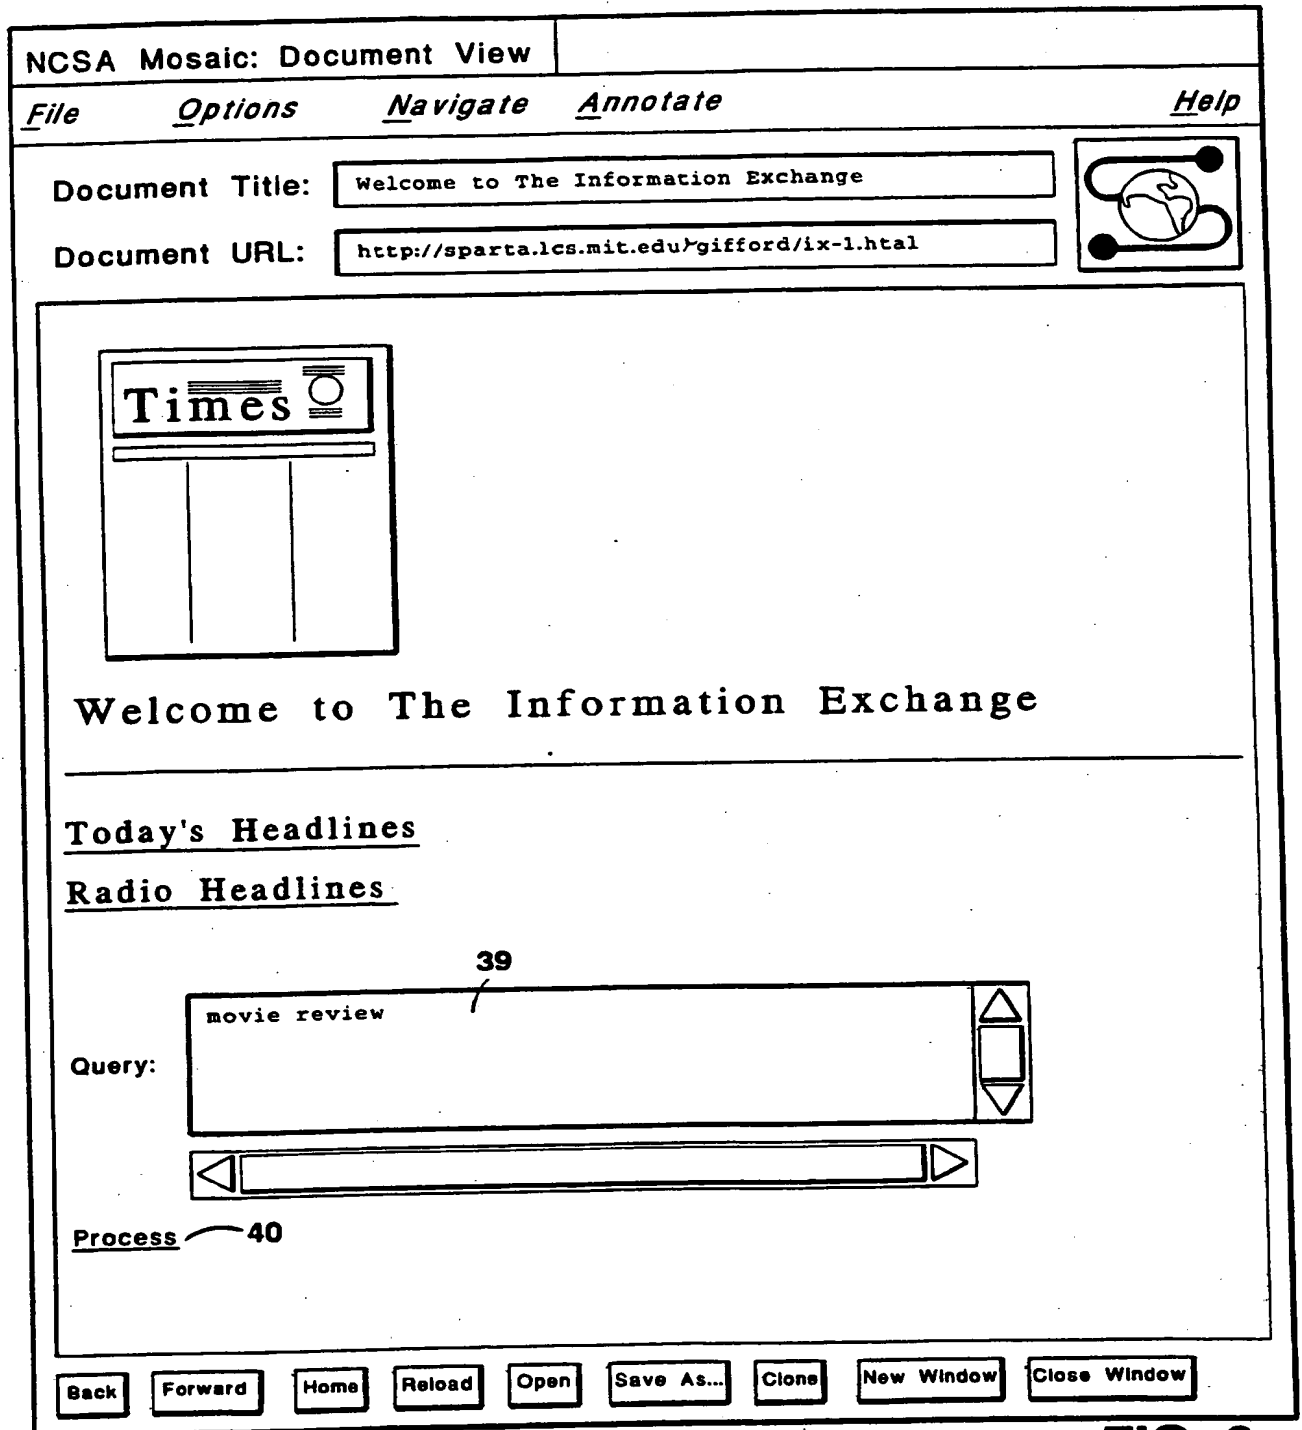 NCSA Mosaic: Document View
File Options Navigate Annotate Help
Document Title: Welcome to The Information Exchange
Document URL: http://sparta.lcs.mit.edu/~gifford/ix-1.htal
Times
Welcome to The Information Exchange
Today's Headlines
Radio Headlines
39
movie review
Query:
Process 40
Back Forward Home Reload Open Save As... Clone New Window Close Window